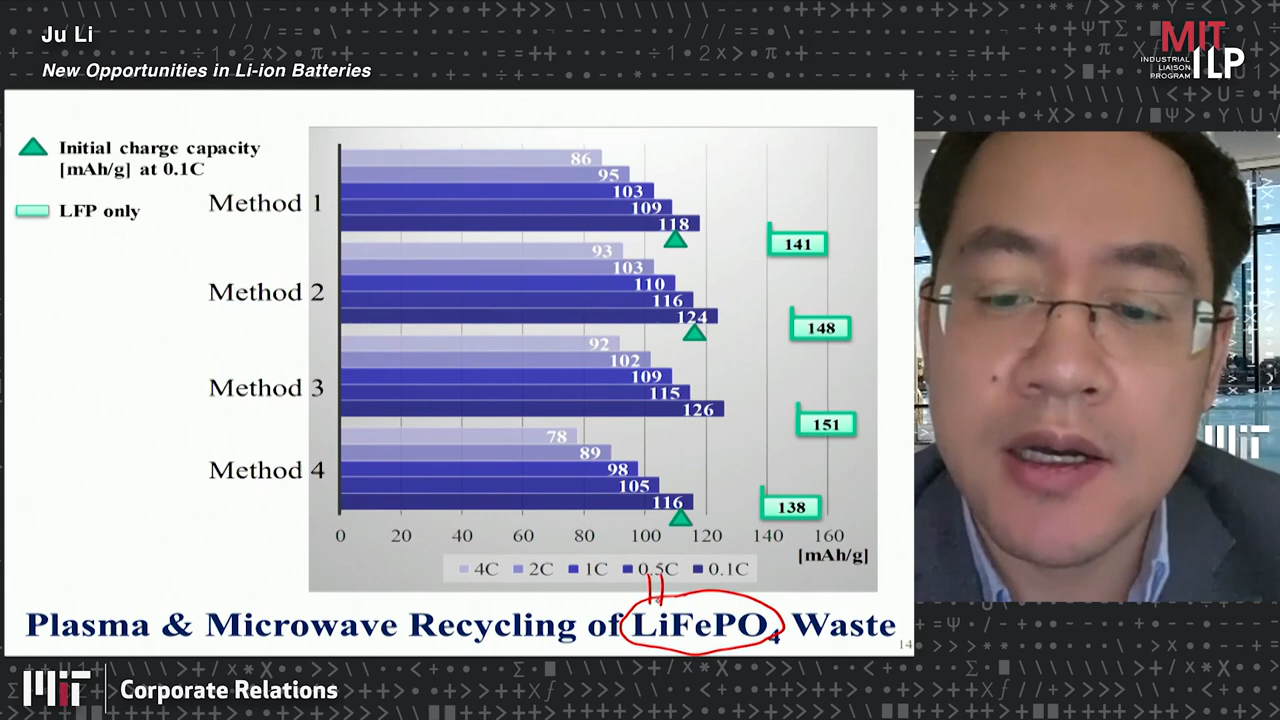 Ju Li
New Opportunities in Li-ion Batteries
MIT
INDUSTRIAL
LIAISON
PROGRAM
ILP
Initial charge capacity
[mAh/g] at 0.1C
LFP only
Method 1
86
95
103
109
118
141
Method 2
93
103
110
116
124
148
Method 3
92
102
109
115
126
151
Method 4
78
89
98
105
116
138
0 20 40 60 80 100 120 140 160
[mAh/g]
4C 2C 1C 0.5C 0.1C
Plasma & Microwave Recycling of LiFePO₄ Waste
14
MIT
MIT
Corporate Relations